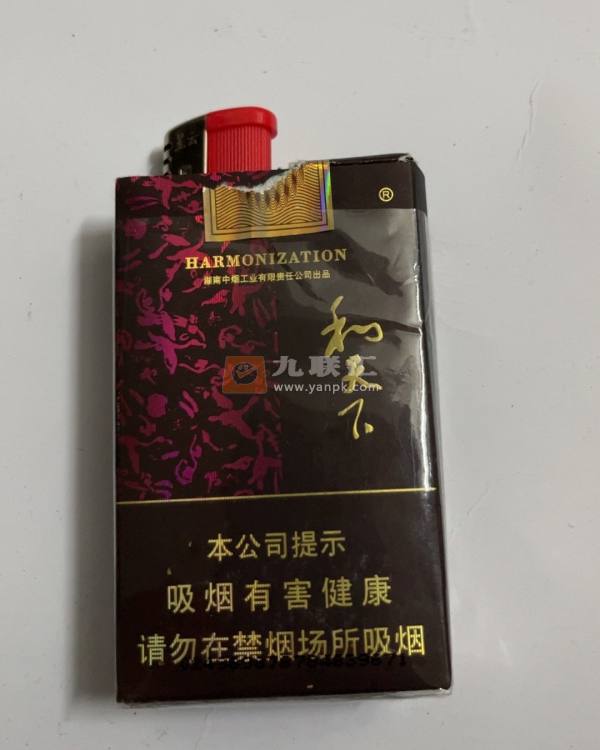 星云
®
HARMONIZATION
湖南中烟工业有限责任公司出品
和天下
九联汇
www.yanpk.com
本公司提示
吸烟有害健康
请勿在禁烟场所吸烟